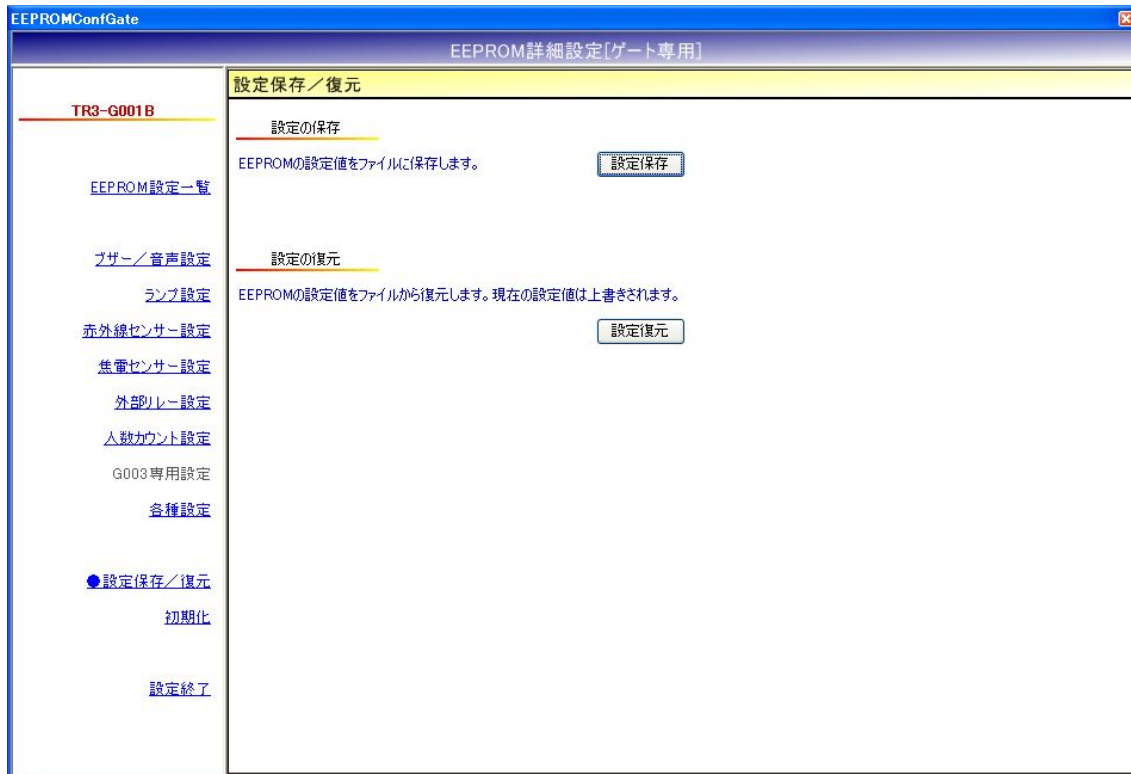 EEPROMConfGate
EEPROM詳細設定[ゲート専用]
TR3-G001B
EEPROM設定一覧
ブザー／音声設定
ランプ設定
赤外線センサー設定
焦電センサー設定
外部リレー設定
人数カウント設定
G003専用設定
各種設定
●設定保存／復元
初期化
設定終了
設定保存／復元
設定の保存
EEPROMの設定値をファイルに保存します。
設定保存
設定の復元
EEPROMの設定値をファイルから復元します。現在の設定値は上書きされます。
設定復元